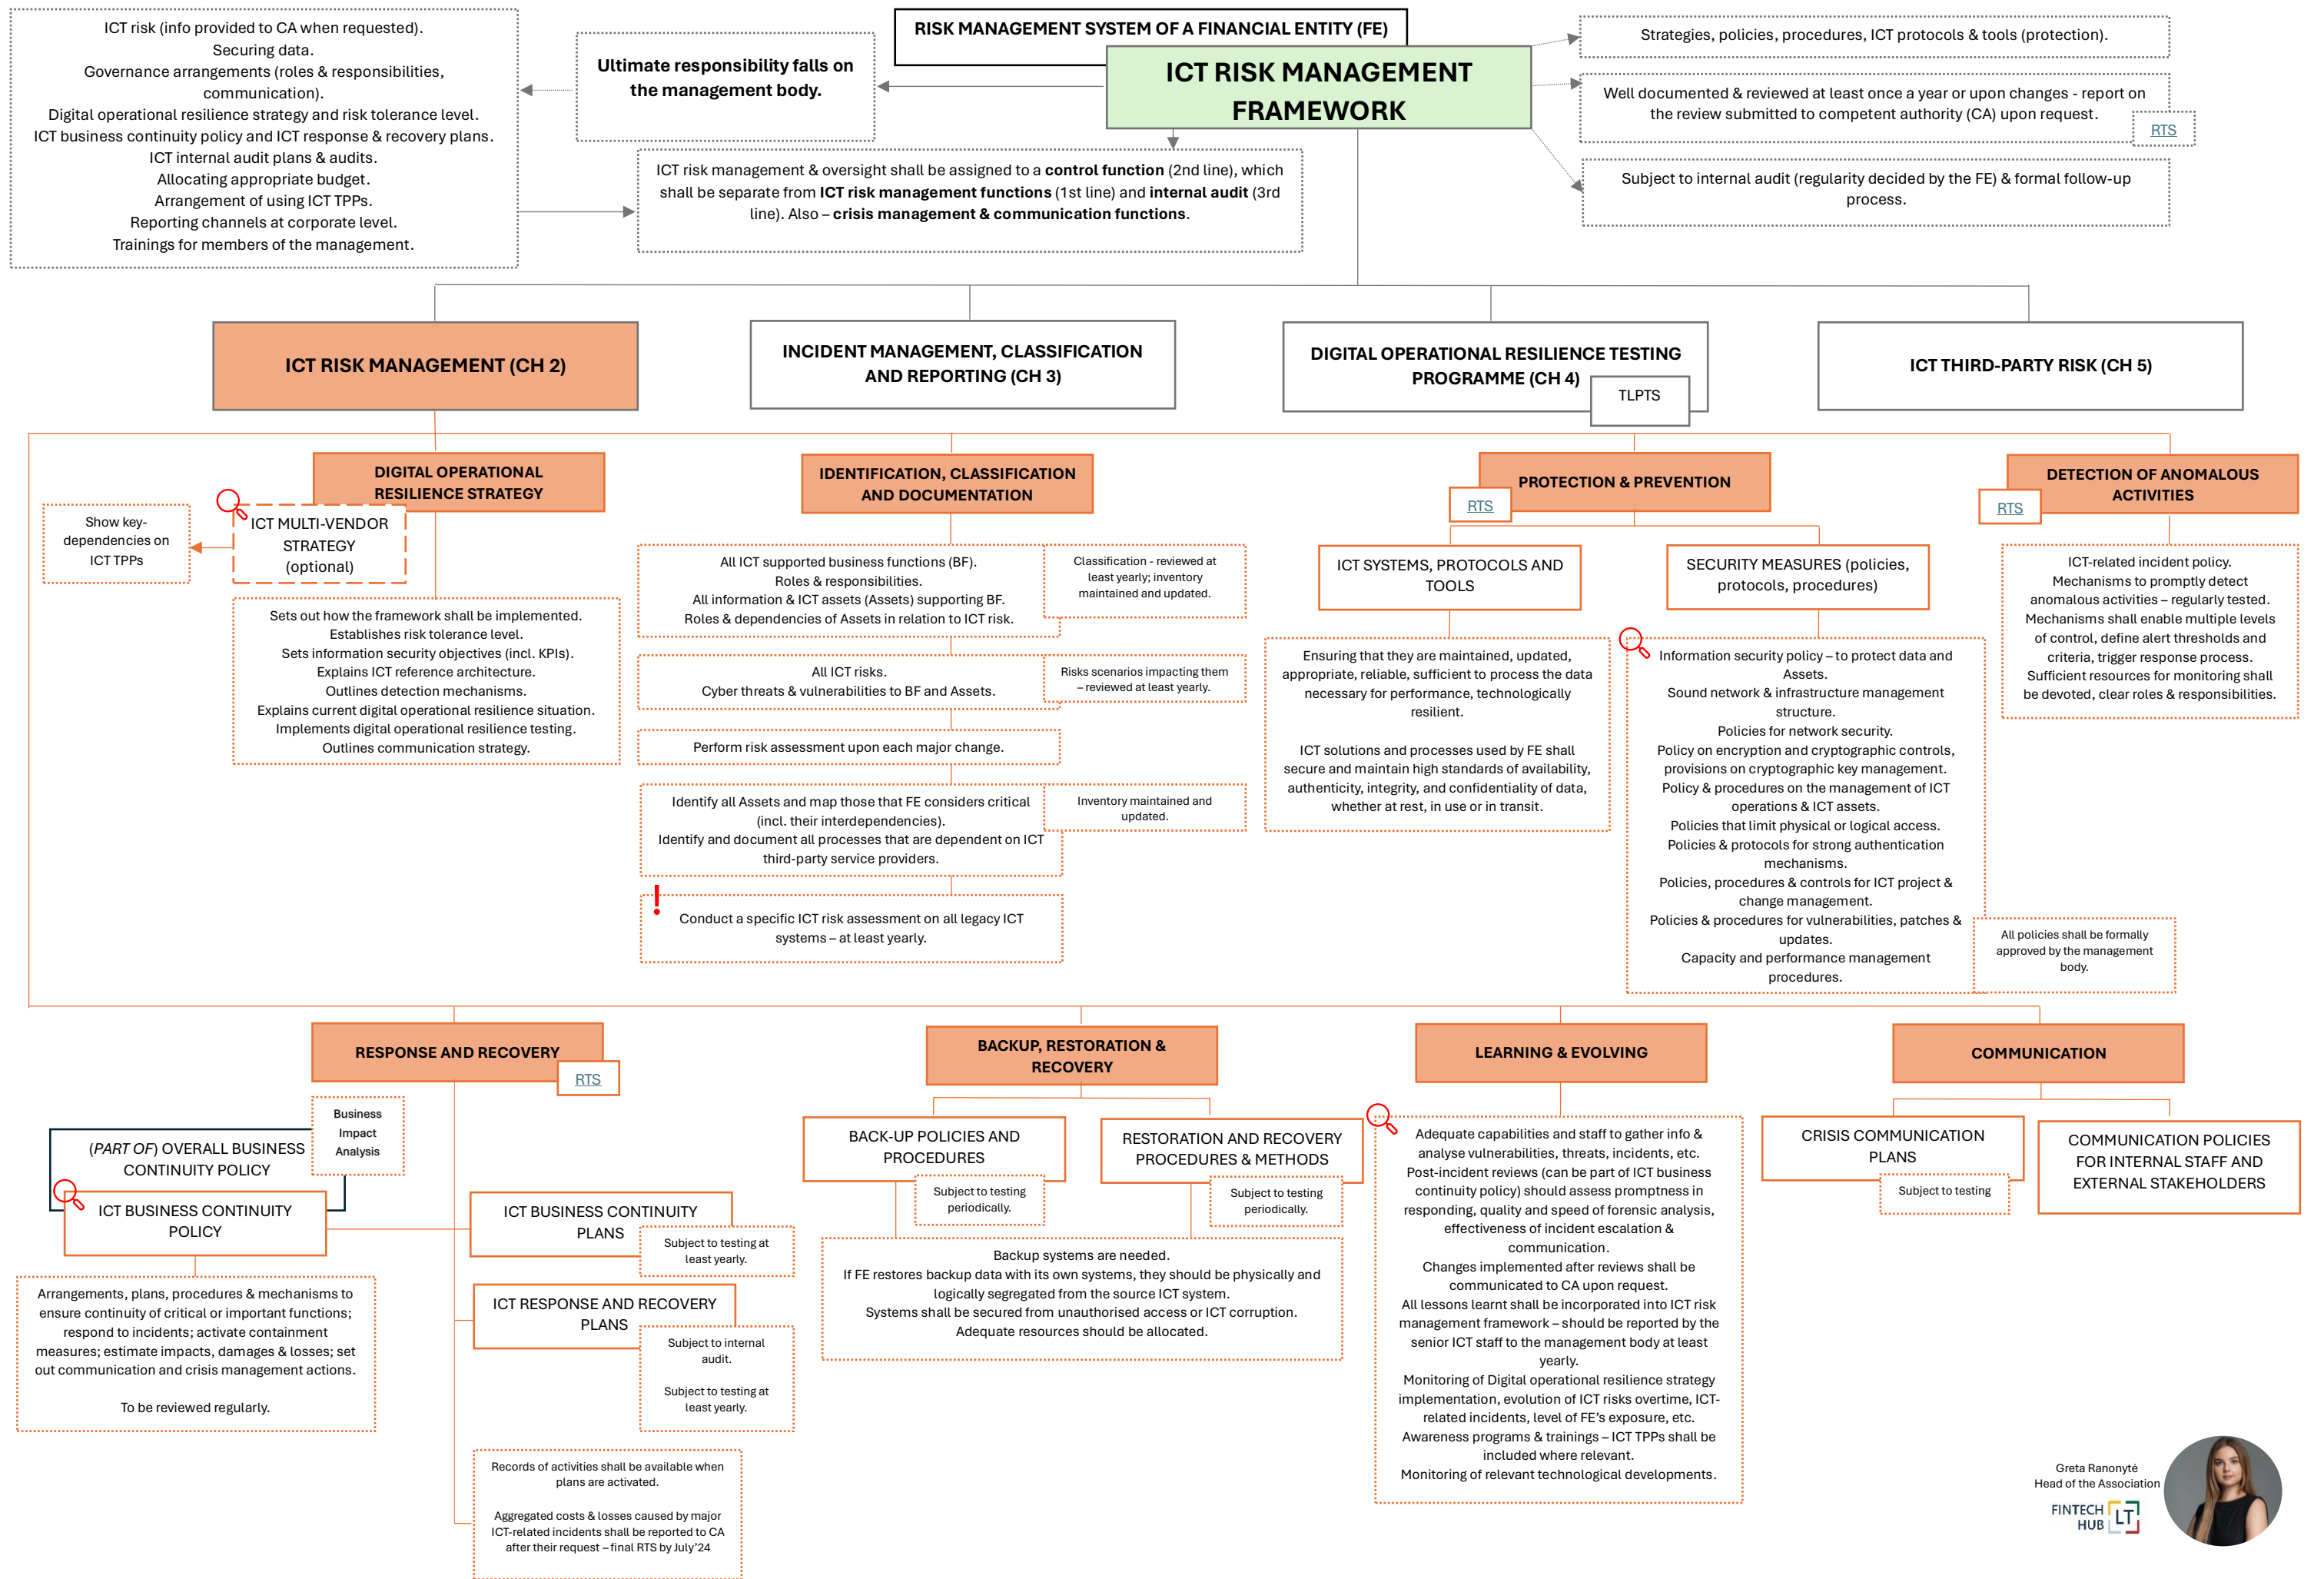 RISK MANAGEMENT SYSTEM OF A FINANCIAL ENTITY (FE)
ICT RISK MANAGEMENT
FRAMEWORK
ICT risk (info provided to CA when requested).
Securing data.
Governance arrangements (roles & responsibilities,
communication).
Digital operational resilience strategy and risk tolerance level.
ICT business continuity policy and ICT response & recovery plans.
ICT internal audit plans & audits.
Allocating appropriate budget.
Arrangement of using ICT TPPs.
Reporting channels at corporate level.
Trainings for members of the management.
Ultimate responsibility falls on
the management body.
ICT risk management & oversight shall be assigned to a control function (2nd line), which
shall be separate from ICT risk management functions (1st line) and internal audit (3rd
line). Also – crisis management & communication functions.
Strategies, policies, procedures, ICT protocols & tools (protection).
Well documented & reviewed at least once a year or upon changes - report on
the review submitted to competent authority (CA) upon request.
RTS
Subject to internal audit (regularity decided by the FE) & formal follow-up
process.
ICT RISK MANAGEMENT (CH 2)
INCIDENT MANAGEMENT, CLASSIFICATION
AND REPORTING (CH 3)
DIGITAL OPERATIONAL RESILIENCE TESTING
PROGRAMME (CH 4)
TLPTS
ICT THIRD-PARTY RISK (CH 5)
DIGITAL OPERATIONAL
RESILIENCE STRATEGY
ICT MULTI-VENDOR
STRATEGY
(optional)
Show key-
dependencies on
ICT TPPs
Sets out how the framework shall be implemented.
Establishes risk tolerance level.
Sets information security objectives (incl. KPIs).
Explains ICT reference architecture.
Outlines detection mechanisms.
Explains current digital operational resilience situation.
Implements digital operational resilience testing.
Outlines communication strategy.
IDENTIFICATION, CLASSIFICATION
AND DOCUMENTATION
All ICT supported business functions (BF).
Roles & responsibilities.
All information & ICT assets (Assets) supporting BF.
Roles & dependencies of Assets in relation to ICT risk.
Classification - reviewed at
least yearly; inventory
maintained and updated.
All ICT risks.
Cyber threats & vulnerabilities to BF and Assets.
Risks scenarios impacting them
– reviewed at least yearly.
Perform risk assessment upon each major change.
Identify all Assets and map those that FE considers critical
(incl. their interdependencies).
Identify and document all processes that are dependent on ICT
third-party service providers.
Inventory maintained and
updated.
!
Conduct a specific ICT risk assessment on all legacy ICT
systems – at least yearly.
PROTECTION & PREVENTION
RTS
ICT SYSTEMS, PROTOCOLS AND
TOOLS
Ensuring that they are maintained, updated,
appropriate, reliable, sufficient to process the data
necessary for performance, technologically
resilient.
ICT solutions and processes used by FE shall
secure and maintain high standards of availability,
authenticity, integrity, and confidentiality of data,
whether at rest, in use or in transit.
SECURITY MEASURES (policies,
protocols, procedures)
Information security policy – to protect data and
Assets.
Sound network & infrastructure management
structure.
Policies for network security.
Policy on encryption and cryptographic controls,
provisions on cryptographic key management.
Policy & procedures on the management of ICT
operations & ICT assets.
Policies that limit physical or logical access.
Policies & protocols for strong authentication
mechanisms.
Policies, procedures & controls for ICT project &
change management.
Policies & procedures for vulnerabilities, patches &
updates.
Capacity and performance management
procedures.
All policies shall be formally
approved by the management
body.
DETECTION OF ANOMALOUS
ACTIVITIES
RTS
ICT-related incident policy.
Mechanisms to promptly detect
anomalous activities – regularly tested.
Mechanisms shall enable multiple levels
of control, define alert thresholds and
criteria, trigger response process.
Sufficient resources for monitoring shall
be devoted, clear roles & responsibilities.
RESPONSE AND RECOVERY
RTS
Business
Impact
Analysis
(PART OF) OVERALL BUSINESS
CONTINUITY POLICY
ICT BUSINESS CONTINUITY
POLICY
Arrangements, plans, procedures & mechanisms to
ensure continuity of critical or important functions;
respond to incidents; activate containment
measures; estimate impacts, damages & losses; set
out communication and crisis management actions.
To be reviewed regularly.
ICT BUSINESS CONTINUITY
PLANS
Subject to testing at
least yearly.
ICT RESPONSE AND RECOVERY
PLANS
Subject to internal
audit.
Subject to testing at
least yearly.
Records of activities shall be available when
plans are activated.
Aggregated costs & losses caused by major
ICT-related incidents shall be reported to CA
after their request – final RTS by July'24
BACKUP, RESTORATION &
RECOVERY
BACK-UP POLICIES AND
PROCEDURES
Subject to testing
periodically.
RESTORATION AND RECOVERY
PROCEDURES & METHODS
Subject to testing
periodically.
Backup systems are needed.
If FE restores backup data with its own systems, they should be physically and
logically segregated from the source ICT system.
Systems shall be secured from unauthorised access or ICT corruption.
Adequate resources should be allocated.
LEARNING & EVOLVING
Adequate capabilities and staff to gather info &
analyse vulnerabilities, threats, incidents, etc.
Post-incident reviews (can be part of ICT business
continuity policy) should assess promptness in
responding, quality and speed of forensic analysis,
effectiveness of incident escalation &
communication.
Changes implemented after reviews shall be
communicated to CA upon request.
All lessons learnt shall be incorporated into ICT risk
management framework – should be reported by the
senior ICT staff to the management body at least
yearly.
Monitoring of Digital operational resilience strategy
implementation, evolution of ICT risks overtime, ICT-
related incidents, level of FE's exposure, etc.
Awareness programs & trainings – ICT TPPs shall be
included where relevant.
Monitoring of relevant technological developments.
COMMUNICATION
CRISIS COMMUNICATION
PLANS
Subject to testing
COMMUNICATION POLICIES
FOR INTERNAL STAFF AND
EXTERNAL STAKEHOLDERS
Greta Ranonytė
Head of the Association
FINTECH
HUB LT